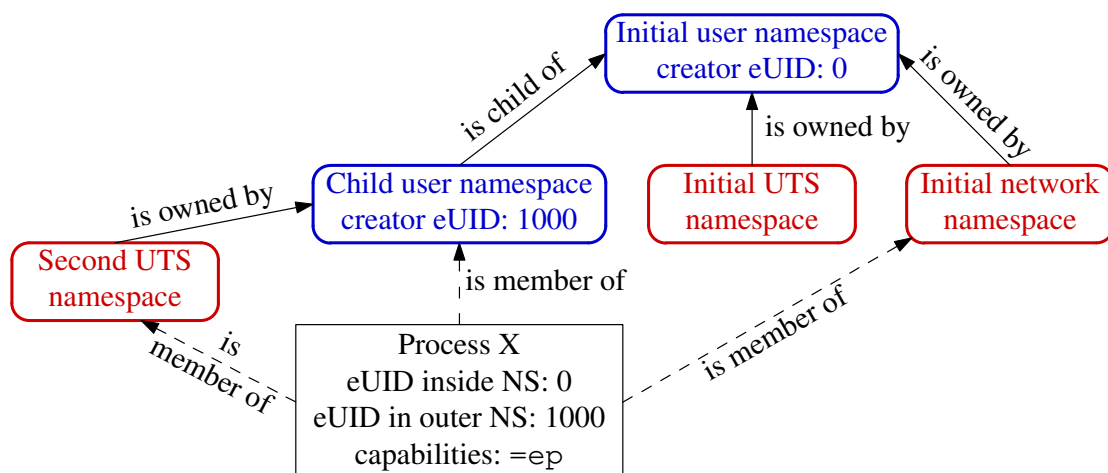 Initial user namespace
creator eUID: 0
is child of
is owned by
is owned by
Child user namespace
creator eUID: 1000
Initial UTS
namespace
Initial network
namespace
is owned by
Second UTS
namespace
is member of
is
member of
is member of
Process X
eUID inside NS: 0
eUID in outer NS: 1000
capabilities: =ep